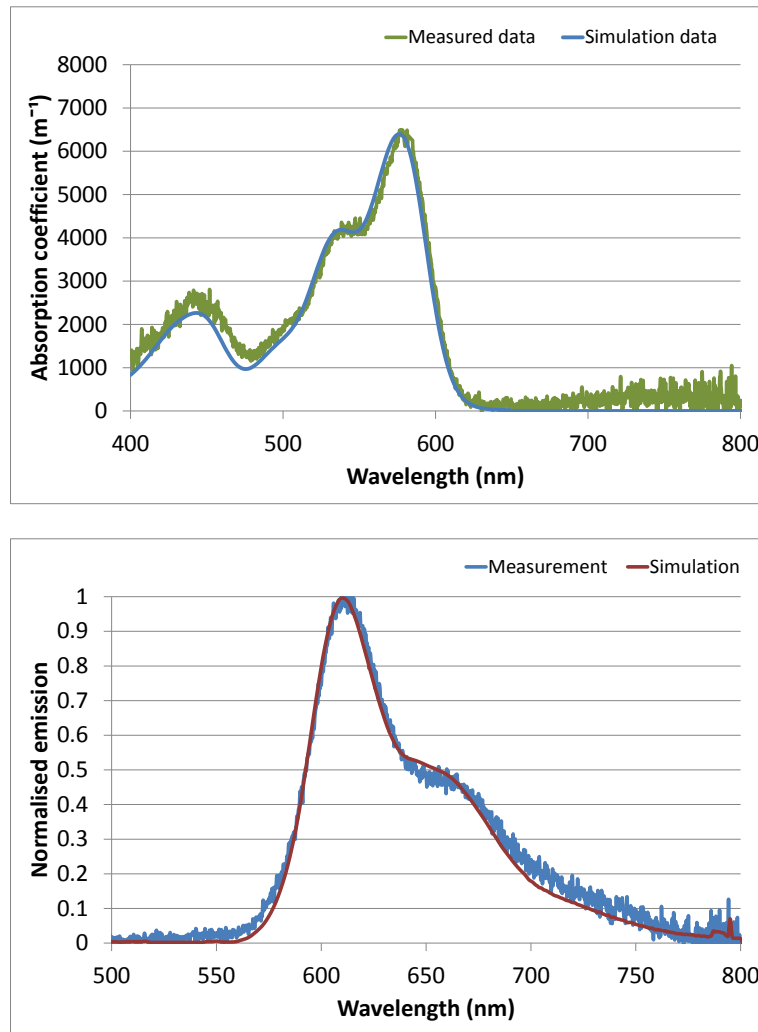 Measured data Simulation data
8000
7000
6000
5000
4000
3000
2000
1000
0
Absorption coefficient (m⁻¹)
400 500 600 700 800
Wavelength (nm)
Measurement Simulation
1
0.9
0.8
0.7
0.6
0.5
0.4
0.3
0.2
0.1
0
Normalised emission
500 550 600 650 700 750 800
Wavelength (nm)